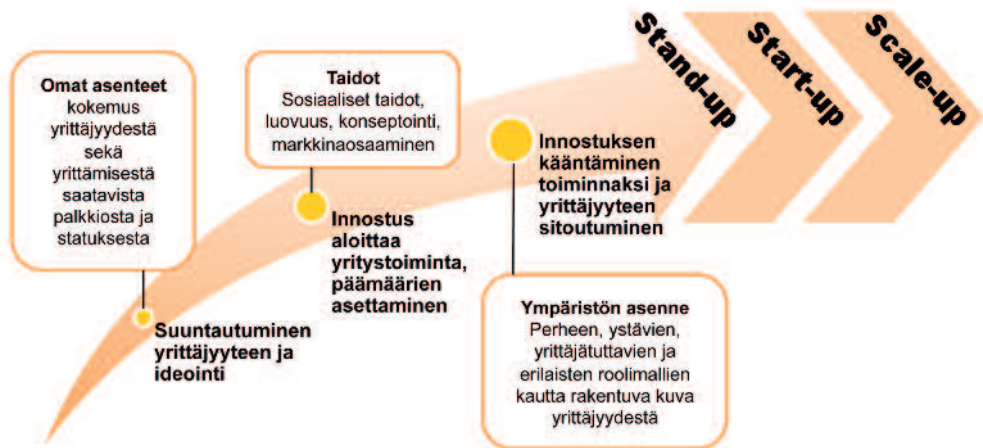 Omat asenteet
kokemus
yrittäjyydestä
sekä
yrittämisestä
saatavista
palkkiosta ja
statuksesta
Suuntautuminen
yrittäjyyteen ja
ideointi
Taidot
Sosiaaliset taidot,
luovuus, konseptointi,
markkinaosaaminen
Innostus
aloittaa
yritystoiminta,
päämäärien
asettaminen
Innostuksen
kääntäminen
toiminnaksi ja
yrittäjyyteen
sitoutuminen
Ympäristön asenne
Perheen, ystävien,
yrittäjätuttavien ja
erilaisten roolimallien
kautta rakentuva kuva
yrittäjyydestä
Stand-up
Start-up
Scale-up